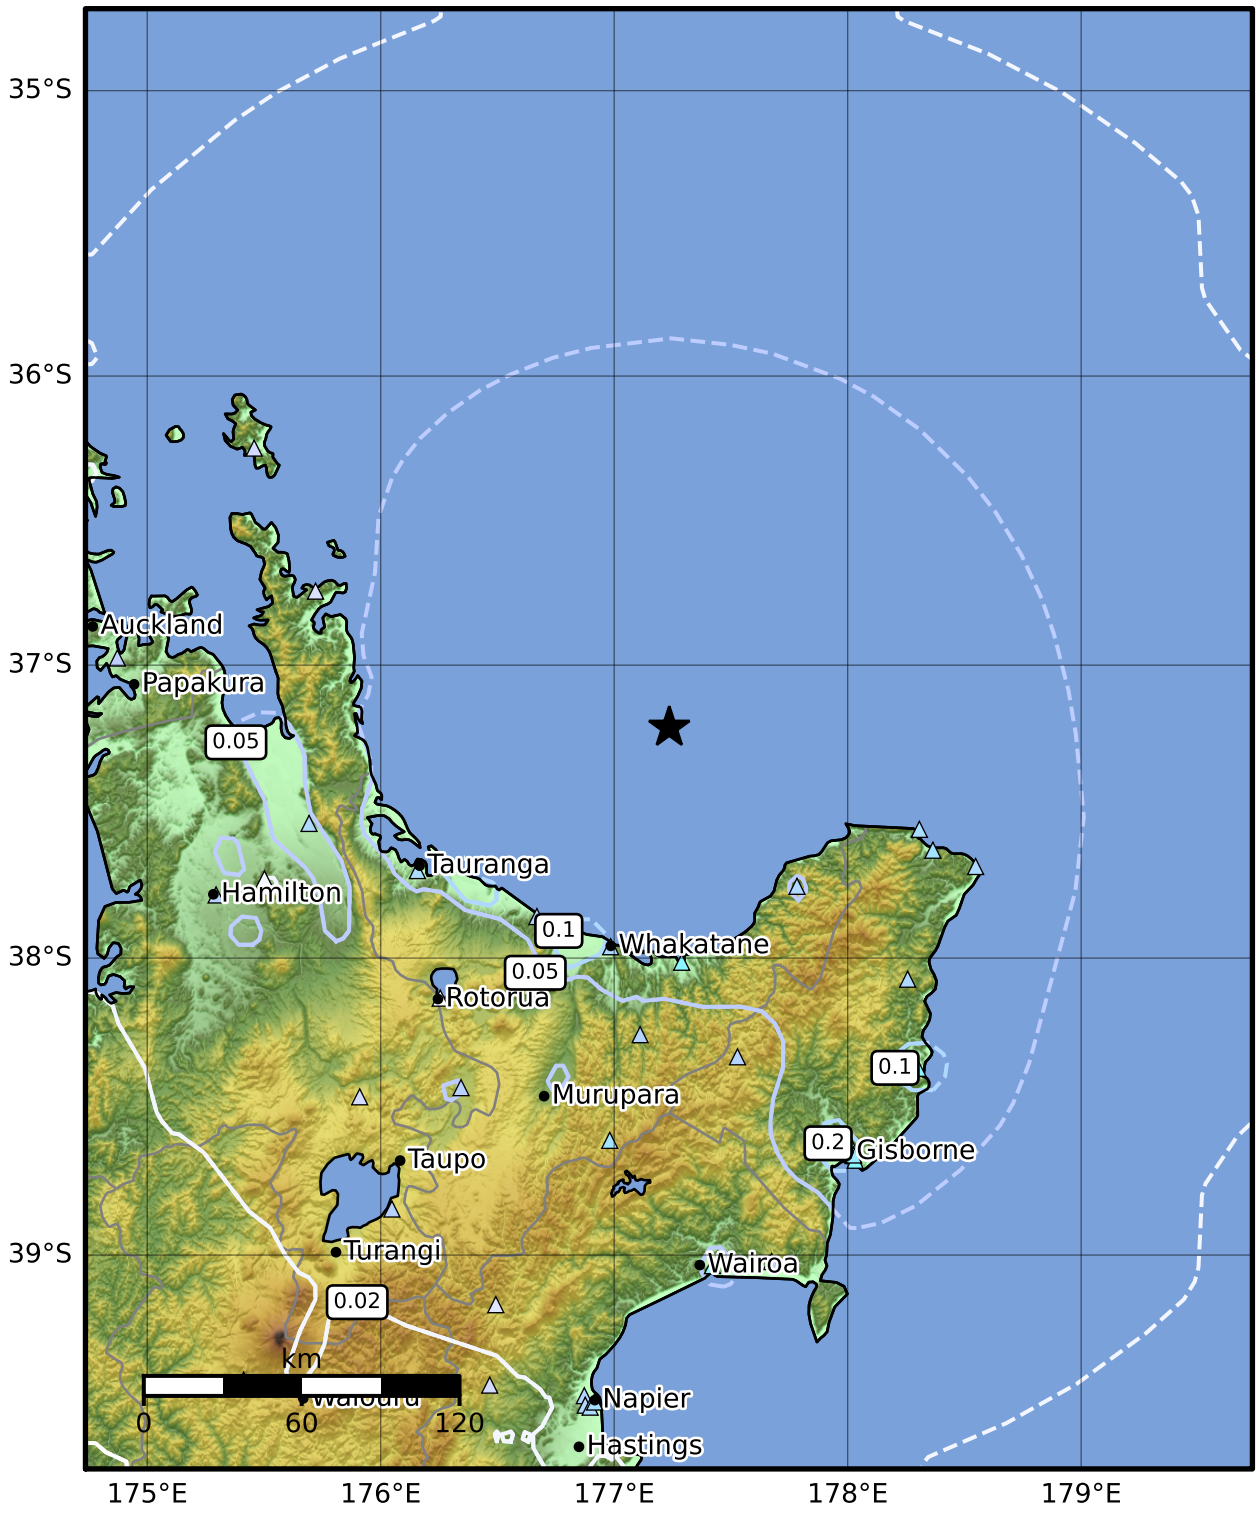 35°S
36°S
Auckland
37°S
Papakura
0.05
Tauranga
Hamilton
0.1
Whakatane
38°S
0.05
Rotorua
0.1
Murupara
0.2
Gisborne
Taupo
39°S
Turangi
Wairoa
0.02
km
Waiouru
Napier
0
60
120
Hastings
175°E
176°E
177°E
178°E
179°E